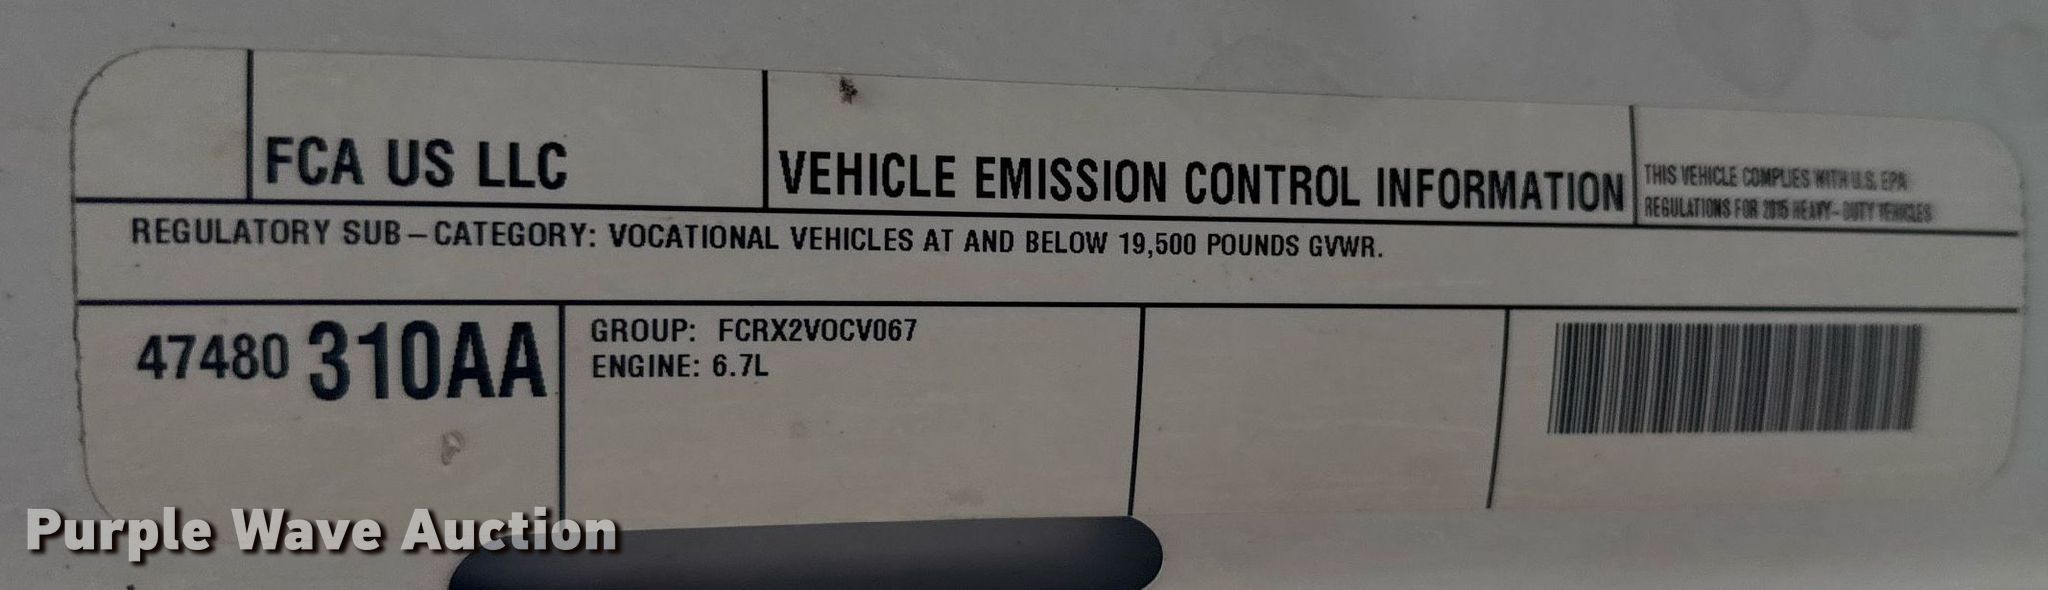 FCA US LLC
VEHICLE EMISSION CONTROL INFORMATION
THIS VEHICLE COMPLIES WITH U.S. EPA
REGULATIONS FOR 2015 HEAVY-DUTY VEHICLES
REGULATORY SUB-CATEGORY: VOCATIONAL VEHICLES AT AND BELOW 19,500 POUNDS GVWR.
47480 310AA
GROUP: FCRX2VOCV067
ENGINE: 6.7L
Purple Wave Auction